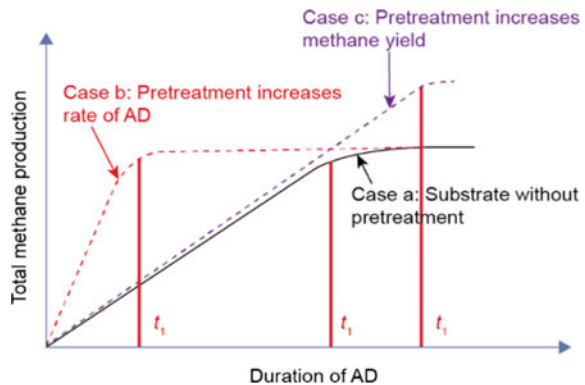 Case c: Pretreatment increases
methane yield
Case b: Pretreatment increases
rate of AD
Case a: Substrate without
pretreatment
Total methane production
t1
t1
t1
Duration of AD